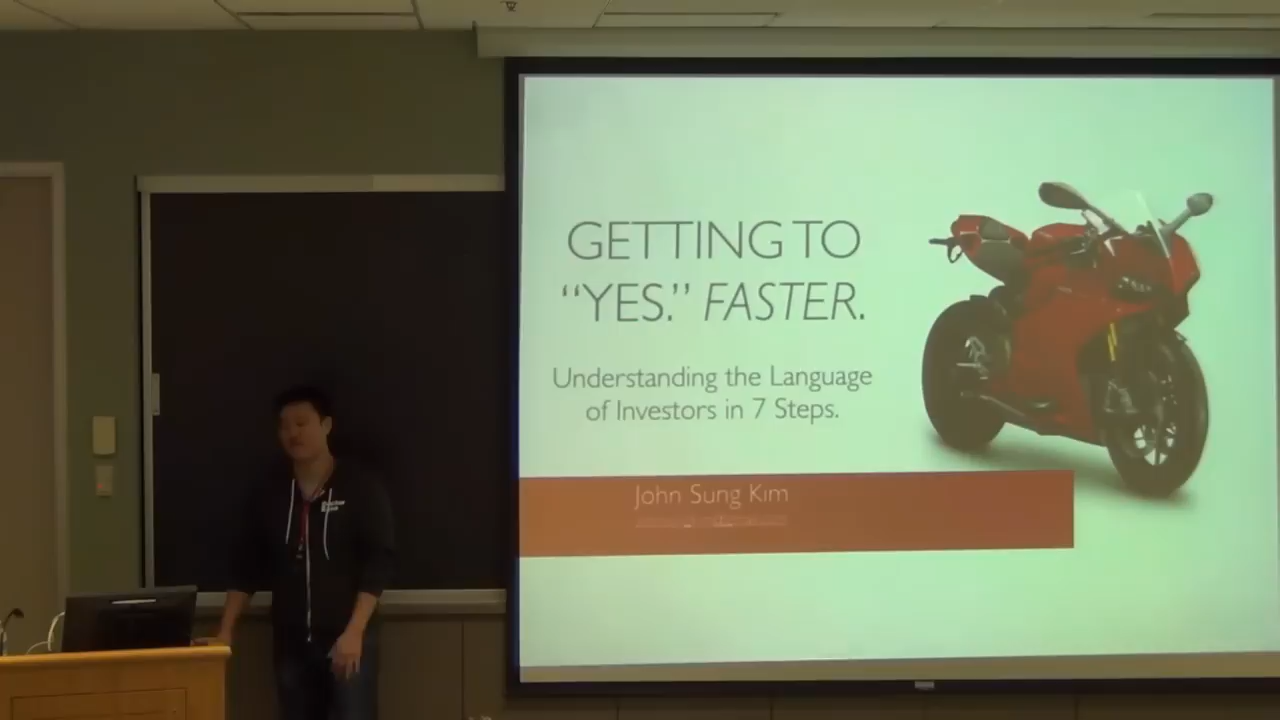 GETTING TO
“YES.” FASTER.
Understanding the Language
of Investors in 7 Steps.
John Sung Kim